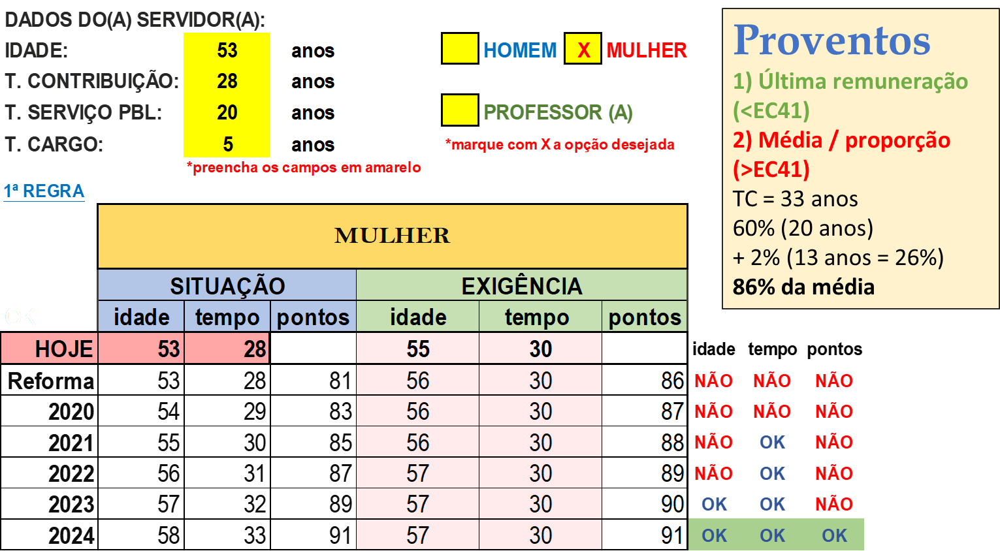 DADOS DO(A) SERVIDOR(A):
IDADE: 53 anos
HOMEM X MULHER
T. CONTRIBUIÇÃO: 28 anos
T. SERVIÇO PBL: 20 anos
PROFESSOR (A)
T. CARGO: 5 anos
*marque com X a opção desejada
*preencha os campos em amarelo
Proventos
1) Última remuneração
(<EC41)
2) Média / proporção
(>EC41)
TC = 33 anos
60% (20 anos)
+ 2% (13 anos = 26%)
86% da média
1ª REGRA
MULHER
SITUAÇÃO EXIGÊNCIA
OK idade tempo pontos idade tempo pontos
HOJE 53 28 55 30 idade tempo pontos
Reforma 53 28 81 56 30 86 NÃO NÃO NÃO
2020 54 29 83 56 30 87 NÃO NÃO NÃO
2021 55 30 85 56 30 88 NÃO OK NÃO
2022 56 31 87 57 30 89 NÃO OK NÃO
2023 57 32 89 57 30 90 OK OK NÃO
2024 58 33 91 57 30 91 OK OK OK